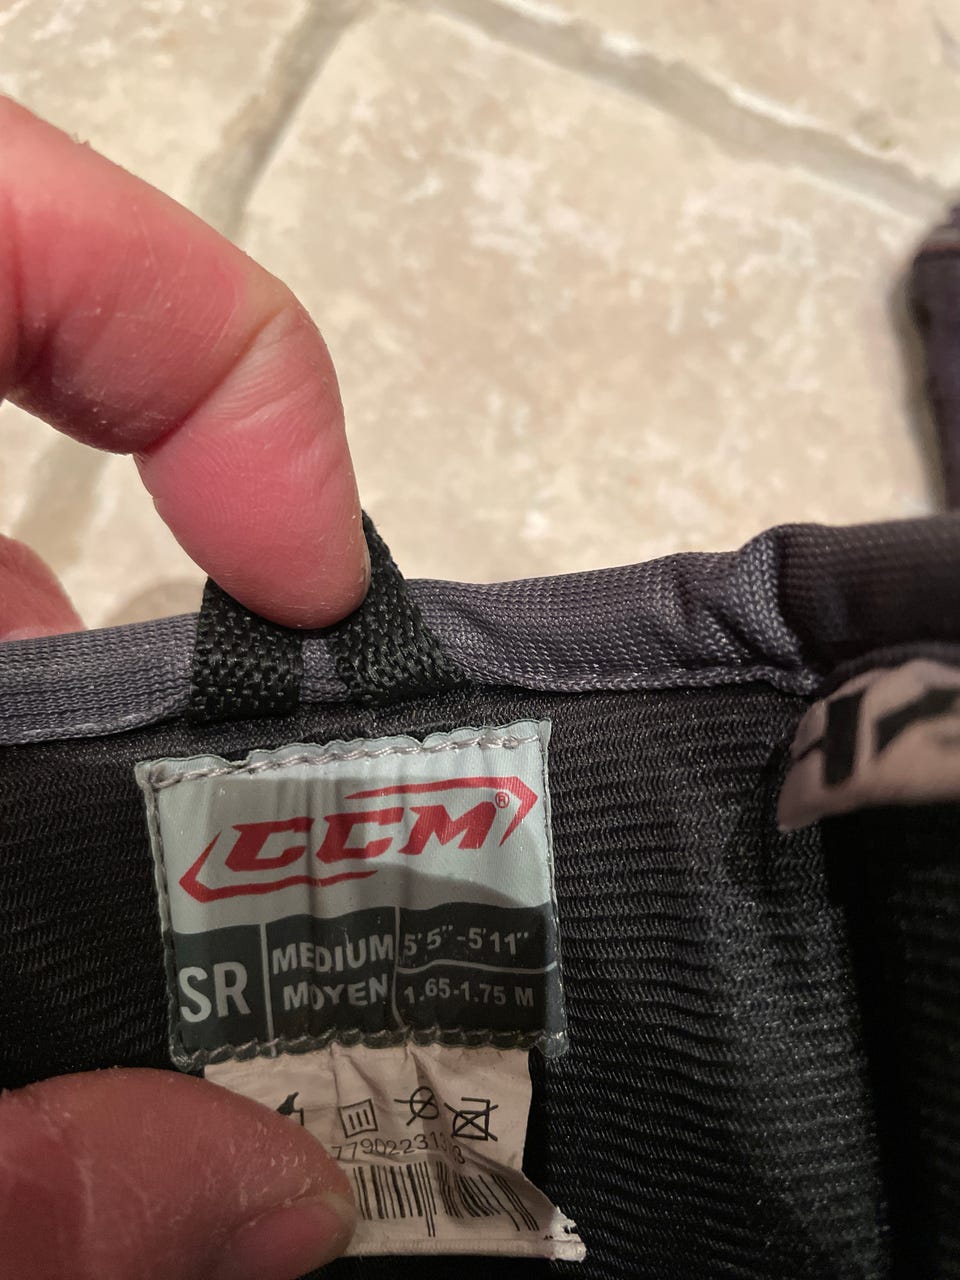 CCM®
SR
MEDIUM
MOYEN
5'5"-5'11"
1.65-1.75 M